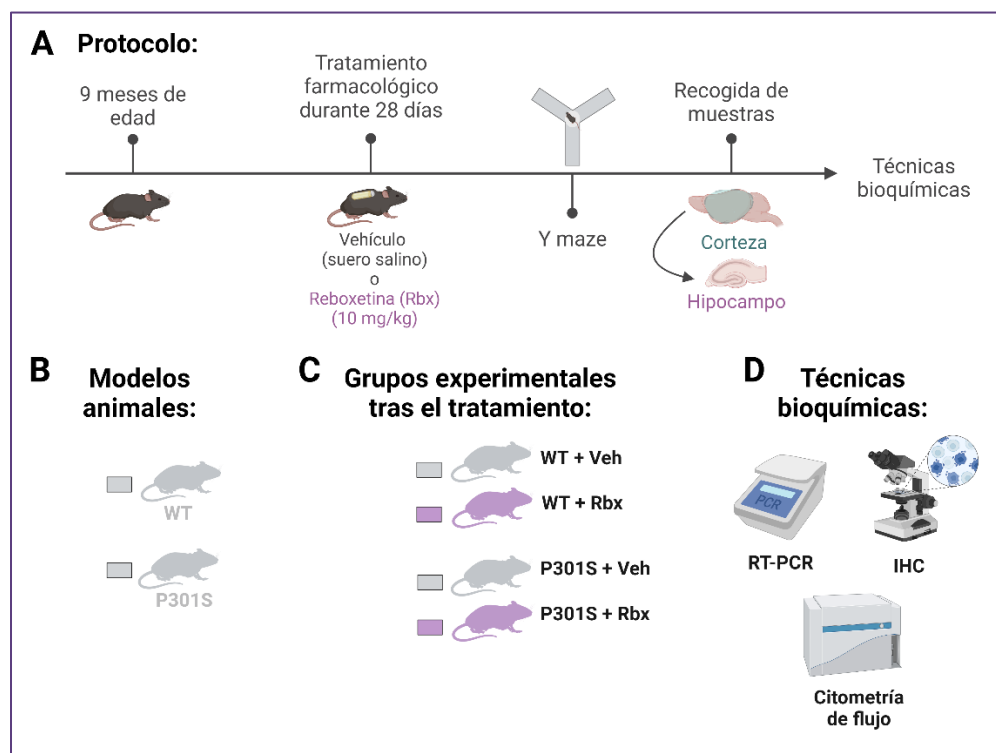 A Protocolo:
9 meses de
edad
Tratamiento
farmacológico
durante 28 días
Recogida de
muestras
Técnicas
bioquímicas
Vehículo
(suero salino)
o
Reboxetina (Rbx)
(10 mg/kg)
Y maze
Corteza
Hipocampo
B Modelos
animales:
WT
P301S
C Grupos experimentales
tras el tratamiento:
WT + Veh
WT + Rbx
P301S + Veh
P301S + Rbx
D Técnicas
bioquímicas:
PCR
RT-PCR
IHC
Citometría
de flujo